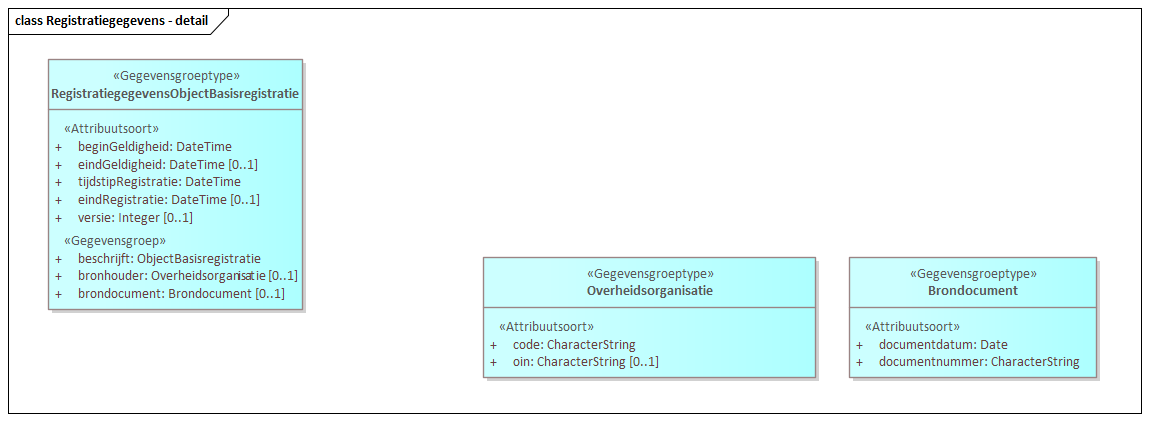 class Registratiegegevens - detail
«Gegevensgroeptype»
RegistratiegegevensObjectBasisregistratie
«Attribuutsoort»
+ beginGeldigheid: DateTime
+ eindGeldigheid: DateTime [0..1]
+ tijdstipRegistratie: DateTime
+ eindRegistratie: DateTime [0..1]
+ versie: Integer [0..1]
«Gegevensgroep»
+ beschrijft: ObjectBasisregistratie
+ bronhouder: Overheidsorganisatie [0..1]
+ brondocument: Brondocument [0..1]
«Gegevensgroeptype»
Overheidsorganisatie
«Attribuutsoort»
+ code: CharacterString
+ oin: CharacterString [0..1]
«Gegevensgroeptype»
Brondocument
«Attribuutsoort»
+ documentdatum: Date
+ documentnummer: CharacterString